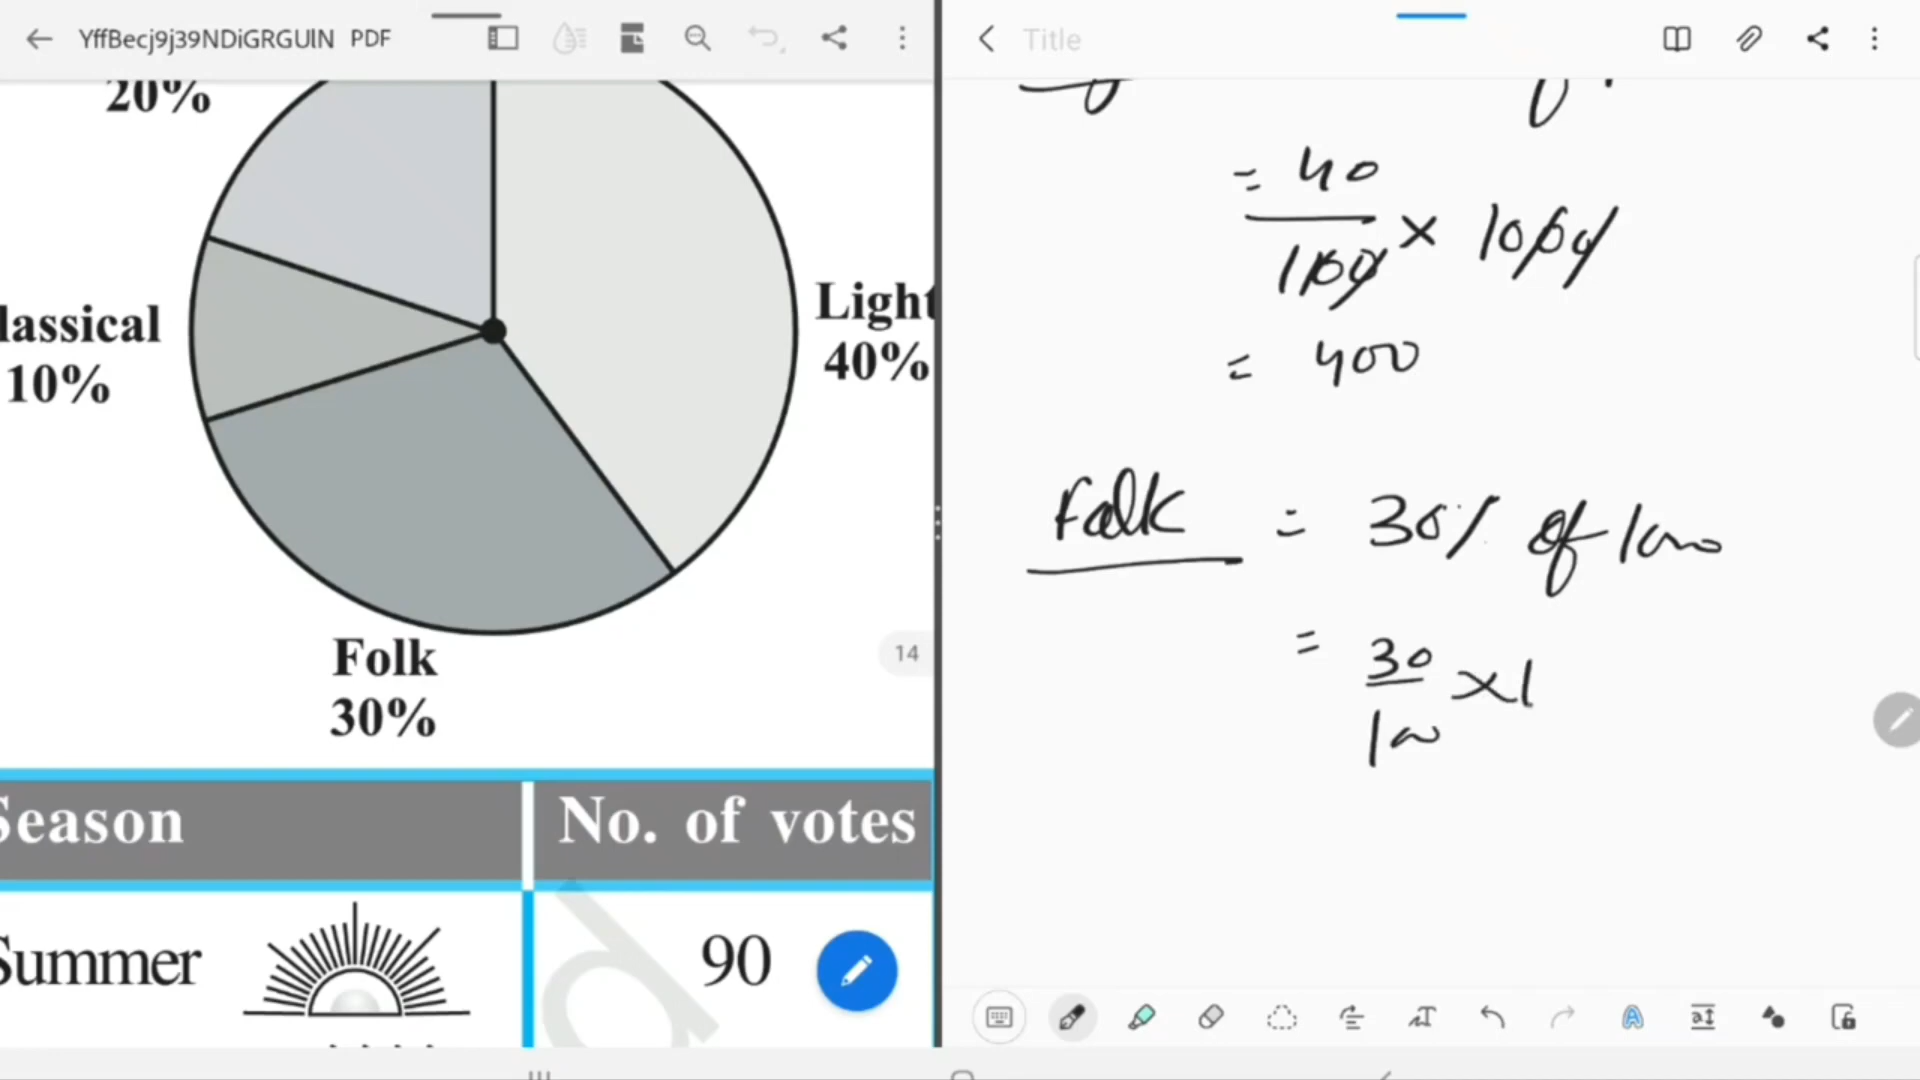 YffBecj9j39NDiGRGUIN PDF
20%
lassical
10%
Light
40%
Folk
30%
14
Season
No. of votes
Summer
90
Title
= 40
100 × 1000
= 400
Folk = 30% of 1000
= 30
100 × 1